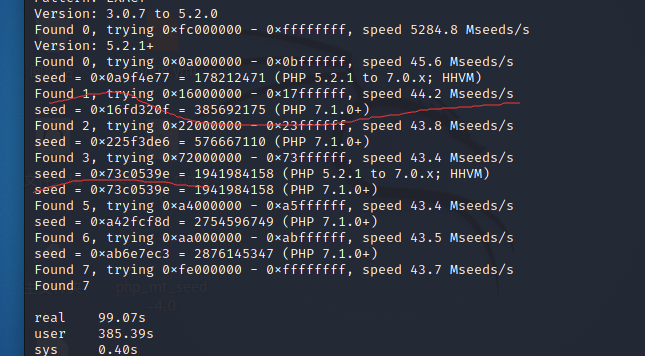 Pattern: EXACT
Version: 3.0.7 to 5.2.0
Found 0, trying 0×fc000000 - 0×ffffffff, speed 5284.8 Mseeds/s
Version: 5.2.1+
Found 0, trying 0×0a000000 - 0×0bffffff, speed 45.6 Mseeds/s
seed = 0×0a9f4e77 = 178212471 (PHP 5.2.1 to 7.0.x; HHVM)
Found 1, trying 0×16000000 - 0×17ffffff, speed 44.2 Mseeds/s
seed = 0×16fd320f = 385692175 (PHP 7.1.0+)
Found 2, trying 0×22000000 - 0×23ffffff, speed 43.8 Mseeds/s
seed = 0×225f3de6 = 576667110 (PHP 7.1.0+)
Found 3, trying 0×72000000 - 0×73ffffff, speed 43.4 Mseeds/s
seed = 0×73c0539e = 1941984158 (PHP 5.2.1 to 7.0.x; HHVM)
seed = 0×73c0539e = 1941984158 (PHP 7.1.0+)
Found 5, trying 0×a4000000 - 0×a5ffffff, speed 43.4 Mseeds/s
seed = 0×a42fcf8d = 2754596749 (PHP 7.1.0+)
Found 6, trying 0×aa000000 - 0×abffffff, speed 43.5 Mseeds/s
seed = 0×ab6e7ec3 = 2876145347 (PHP 7.1.0+)
Found 7, trying 0×fe000000 - 0×ffffffff, speed 43.7 Mseeds/s
Found 7
php_mt_seed
-4.0
real 99.07s
user 385.39s
sys 0.40s